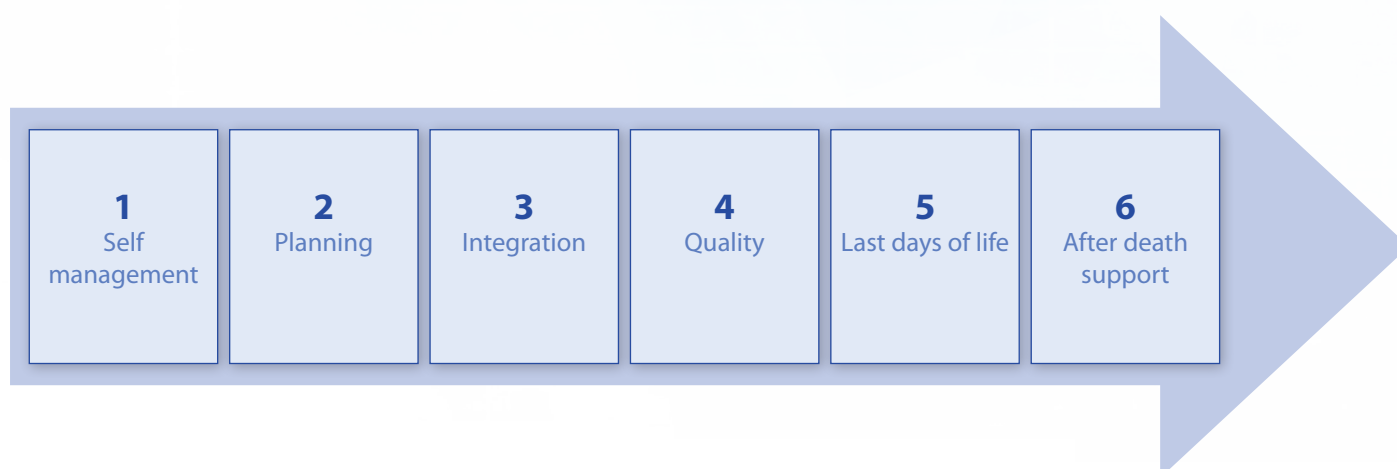 1
Self
management
2
Planning
3
Integration
4
Quality
5
Last days of life
6
After death
support